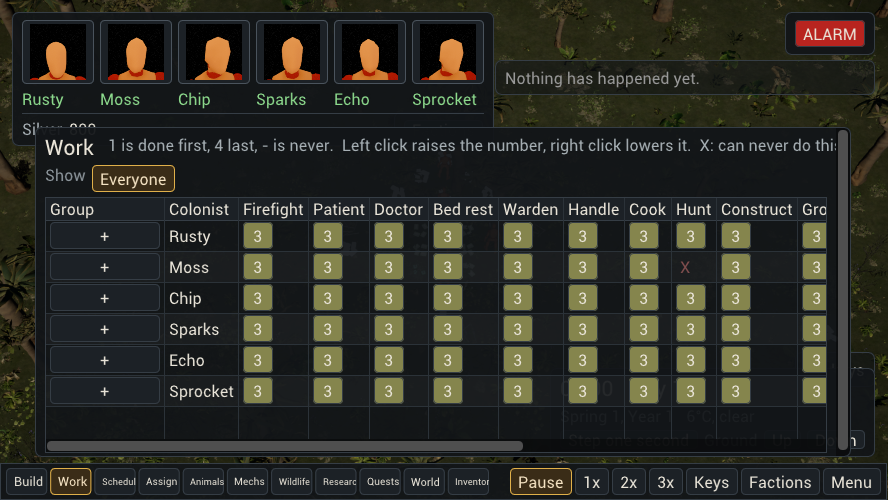 ALARM
Nothing has happened yet.
Rusty Moss Chip Sparks Echo Sprocket
Work 1 is done first, 4 last, - is never. Left click raises the number, right click lowers it. X: can never do this
Show Everyone
Group Colonist Firefight Patient Doctor Bed rest Warden Handle Cook Hunt Construct Gro
+ Rusty 3 3 3 3 3 3 3 3 3 3
+ Moss 3 3 3 3 3 3 3 X 3 3
+ Chip 3 3 3 3 3 3 3 3 3 3
+ Sparks 3 3 3 3 3 3 3 3 3 3
+ Echo 3 3 3 3 3 3 3 3 3 3
+ Sprocket 3 3 3 3 3 3 3 3 3 3
Build Work Schedul Assign Animals Mechs Wildlife Researc Quests World Inventor Pause 1x 2x 3x Keys Factions Menu